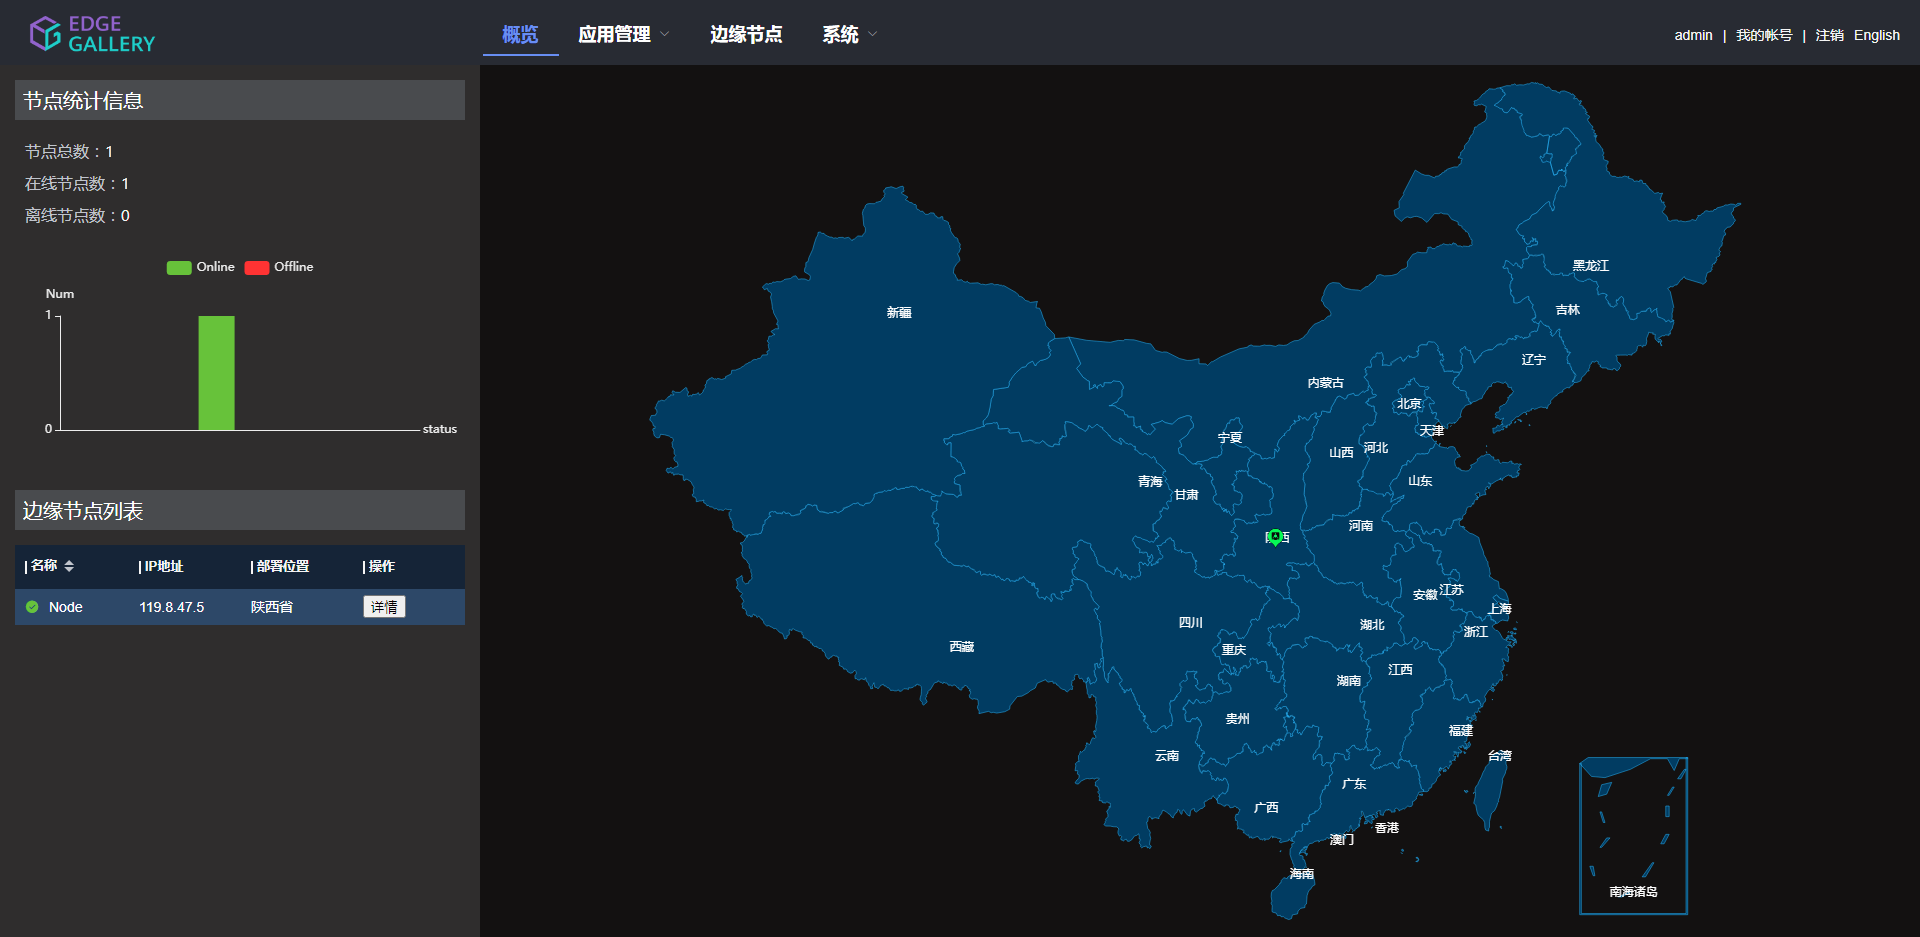 EDGE
GALLERY
概览
应用管理
边缘节点
系统
admin | 我的帐号 | 注销 English
节点统计信息
节点总数：1
在线节点数：1
离线节点数：0
Online Offline
Num
1
0
status
边缘节点列表
名称 IP地址 部署位置 操作
Node 119.8.47.5 陕西省 详情
黑龙江
吉林
新疆
辽宁
内蒙古
北京
天津
宁夏
河北
山西
山东
青海
甘肃
河南
西
江苏
安徽
上海
四川
湖北
浙江
西藏
重庆
江西
湖南
贵州
福建
云南
台湾
广东
广西
香港
澳门
海南
南海诸岛